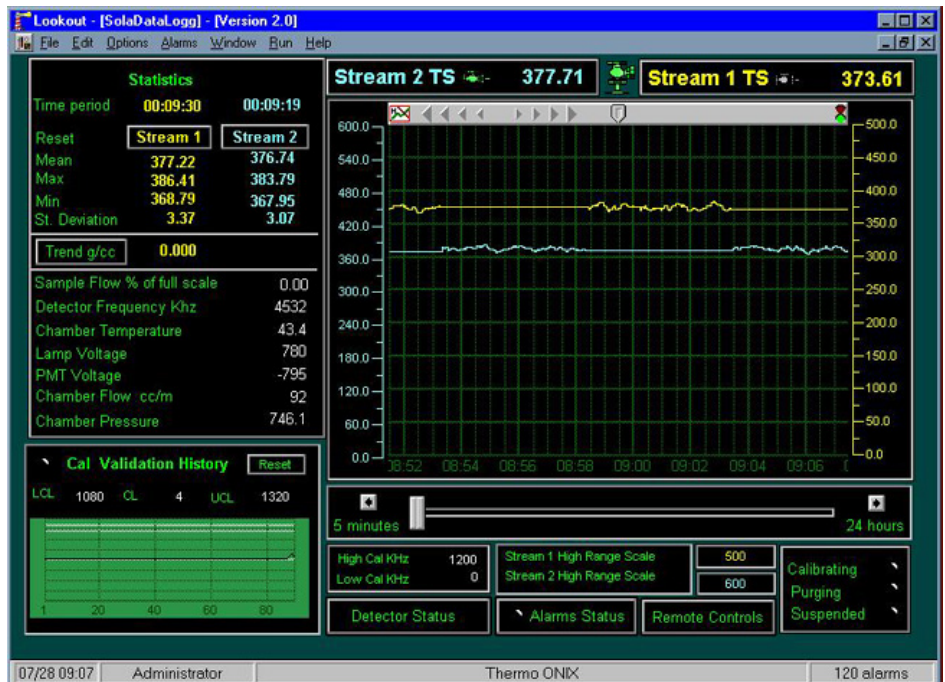 Lookout - [SolaDataLogg] - [Version 2.0]
File Edit Options Alarms Window Run Help
Statistics
Time period 00:09:30 00:09:19
Reset Stream 1 Stream 2
Mean 377.22 376.74
Max 386.41 383.79
Min 368.79 367.95
St. Deviation 3.37 3.07
Trend g/cc 0.000
Sample Flow % of full scale 0.00
Detector Frequency Khz 4532
Chamber Temperature 43.4
Lamp Voltage 780
PMT Voltage -795
Chamber Flow cc/m 92
Chamber Pressure 746.1
Cal Validation History Reset
LCL 1080 CL 4 UCL 1320
1 20 40 60 80
Stream 2 TS 377.71 Stream 1 TS 373.61
600.0 500.0
540.0 450.0
480.0 400.0
420.0 350.0
360.0 300.0
300.0
240.0 200.0
180.0 150.0
120.0 100.0
60.0 50.0
0.0 0.0
08:52 08:54 08:56 08:58 09:00 09:02 09:04 09:06
5 minutes 24 hours
High Cal KHz 1200
Low Cal KHz 0
Stream 1 High Range Scale 500
Stream 2 High Range Scale 600
Calibrating
Purging
Suspended
Detector Status Alarms Status Remote Controls
07/28 09:07 Administrator Thermo ONIX 120 alarms